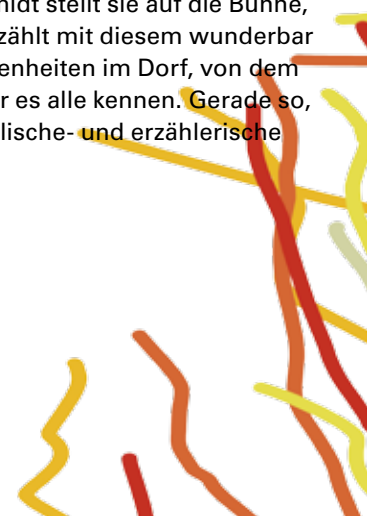 stellt sie auf die Bühne,
zählt mit diesem wunderbar
enheiten im Dorf, von dem
r es alle kennen. Gerade so,
lische- und erzählerische